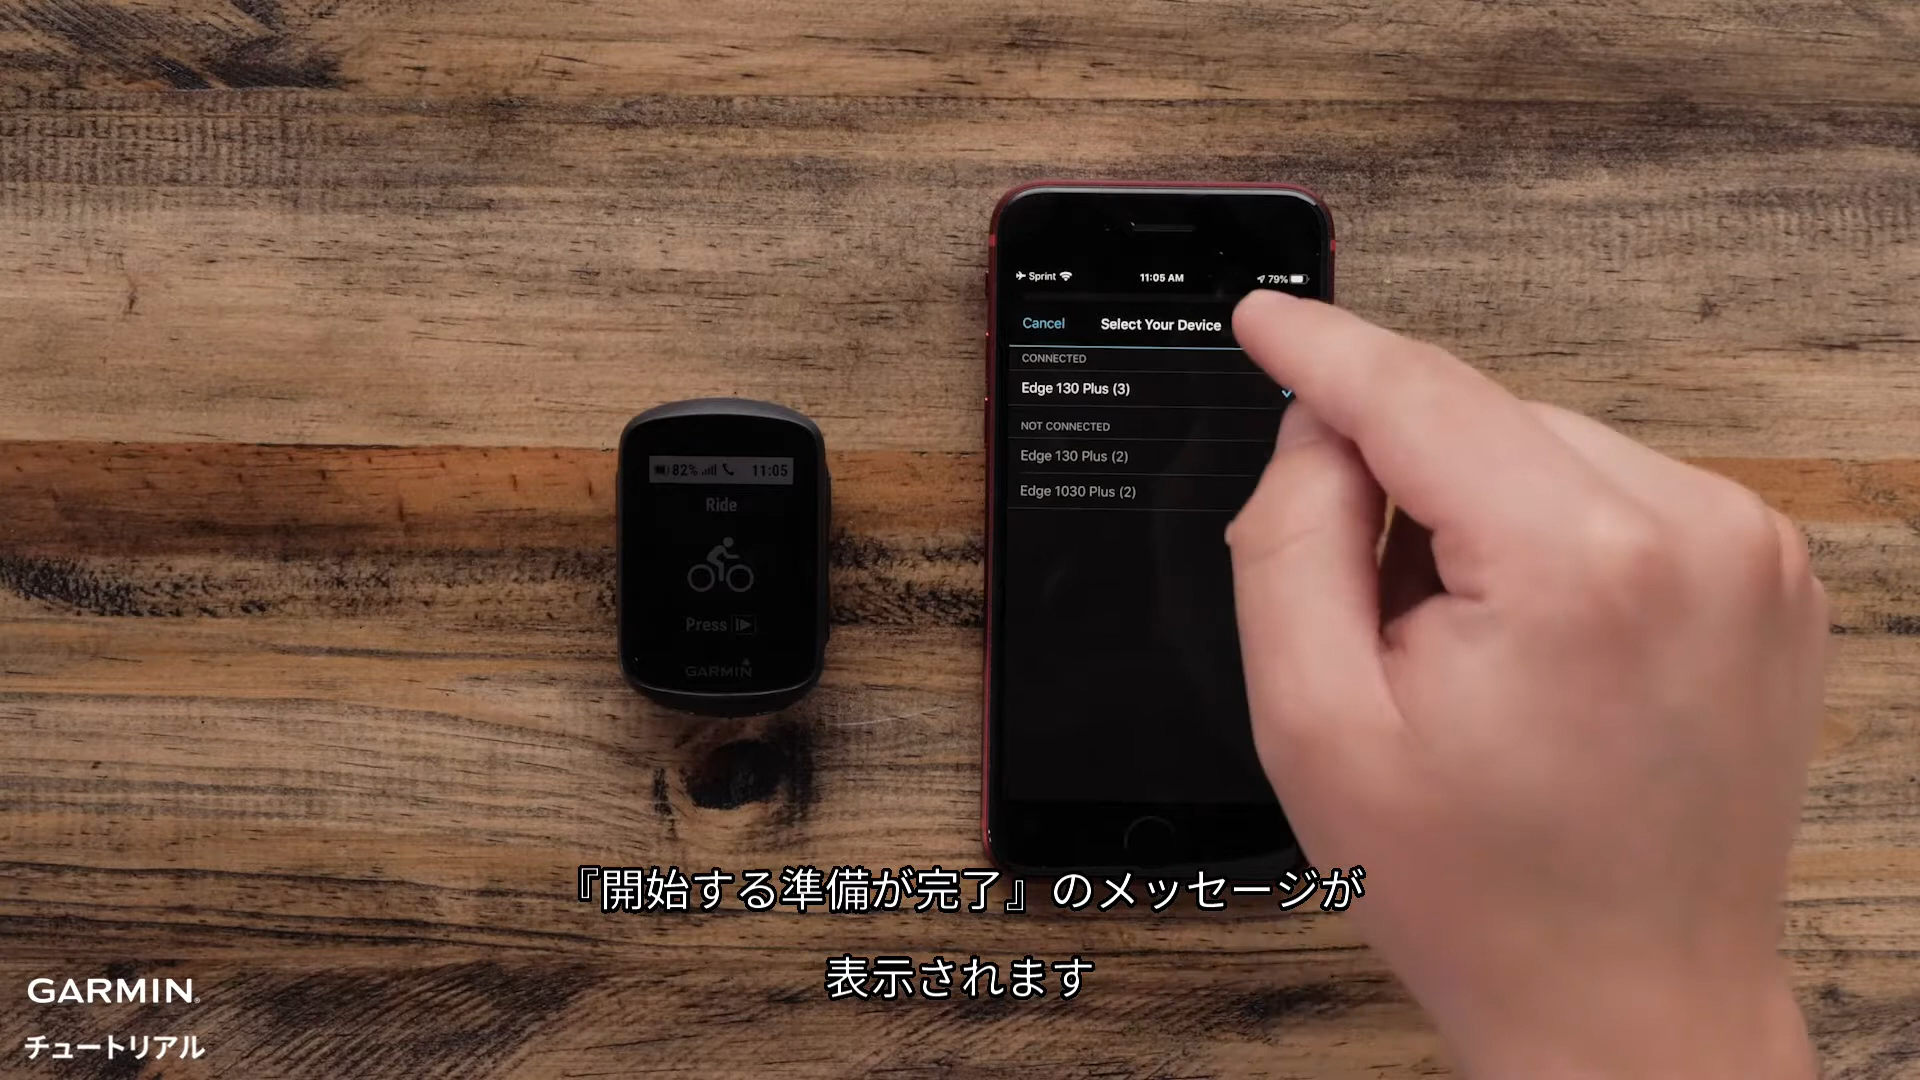 Sprint
11:05 AM
79%
Cancel
Select Your Device
CONNECTED
Edge 130 Plus (3)
NOT CONNECTED
Edge 130 Plus (2)
Edge 1030 Plus (2)
82% 11:05
Ride
Press
GARMIN
『開始する準備が完了』のメッセージが
表示されます
GARMIN®
チュートリアル